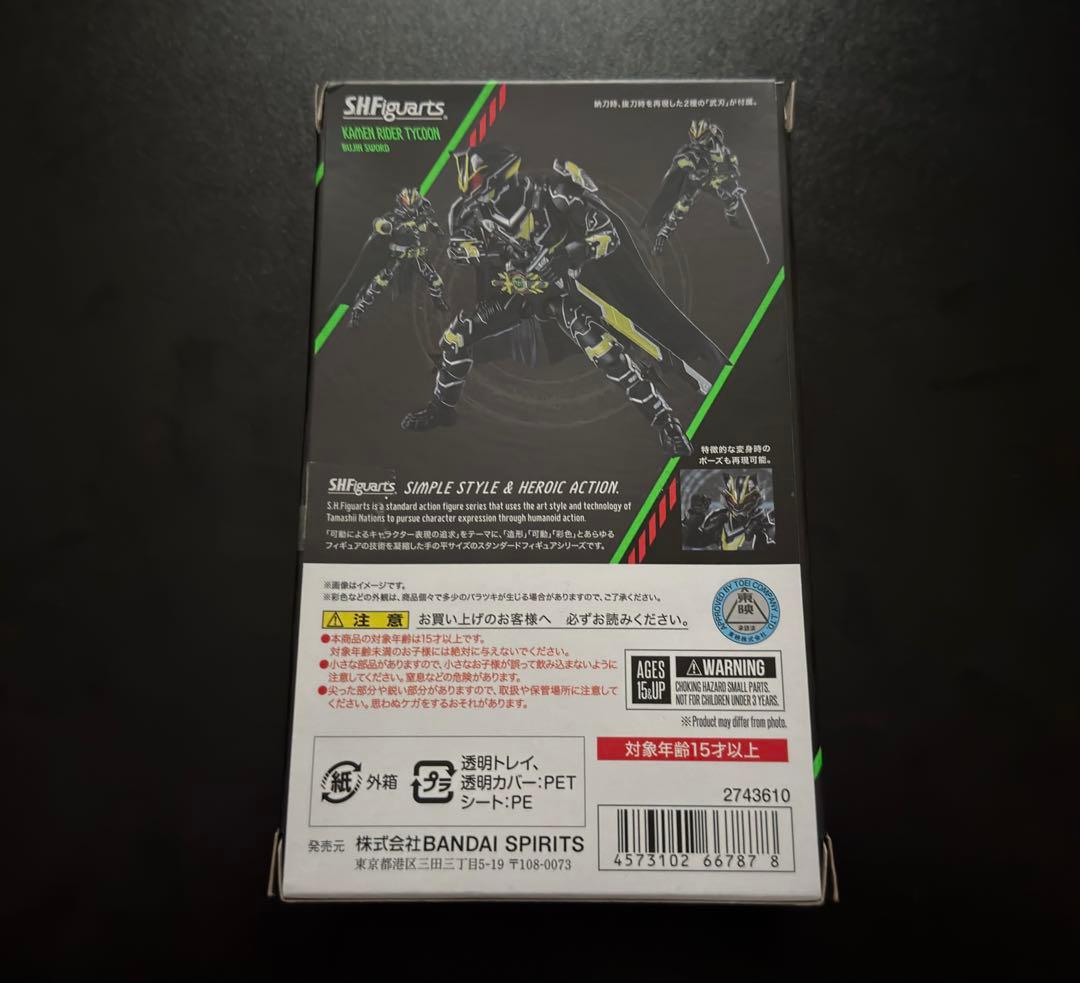 S.H.Figuarts
KAMEN RIDER TYCOON
BUJIN SWORD
納刀時、抜刀時を再現した2種の「武刃」が付属。
特徴的な変身時の
ポーズも再現可能。
S.H.Figuarts SIMPLE STYLE & HEROIC ACTION.
S.H.Figuarts is a standard action figure series that uses the art style and technology of
Tamashii Nations to pursue character expression through humanoid action.
「可動によるキャラクター表現の追求」をテーマに、「造形」「可動」「彩色」とあらゆる
フィギュアの技術を凝縮した手の平サイズのスタンダードフィギュアシリーズです。
※画像はイメージです。
※彩色などの外観は、商品個々で多少のバラツキが生じる場合がありますので、ご了承ください。
注 意 お買い上げのお客様へ 必ずお読みください。
●本商品の対象年齢は15才以上です。
対象年齢未満のお子様には絶対に与えないでください。
●小さな部品がありますので、小さなお子様が誤って飲み込まないように
注意してください。窒息などの危険があります。
●尖った部分や鋭い部分がありますので、取扱や保管場所に注意して
ください。思わぬケガをするおそれがあります。
APPROVED BY TOEI COMPANY, LTD.
東映
承認済
東映株式会社
AGES
15&UP
WARNING
CHOKING HAZARD SMALL PARTS.
NOT FOR CHILDREN UNDER 3 YEARS.
※Product may differ from photo.
対象年齢15才以上
紙 外箱
プラ 透明トレイ、
透明カバー:PET
シート:PE
2743610
4573102 66787 8
発売元 株式会社BANDAI SPIRITS
東京都港区三田三丁目5-19 〒108-0073